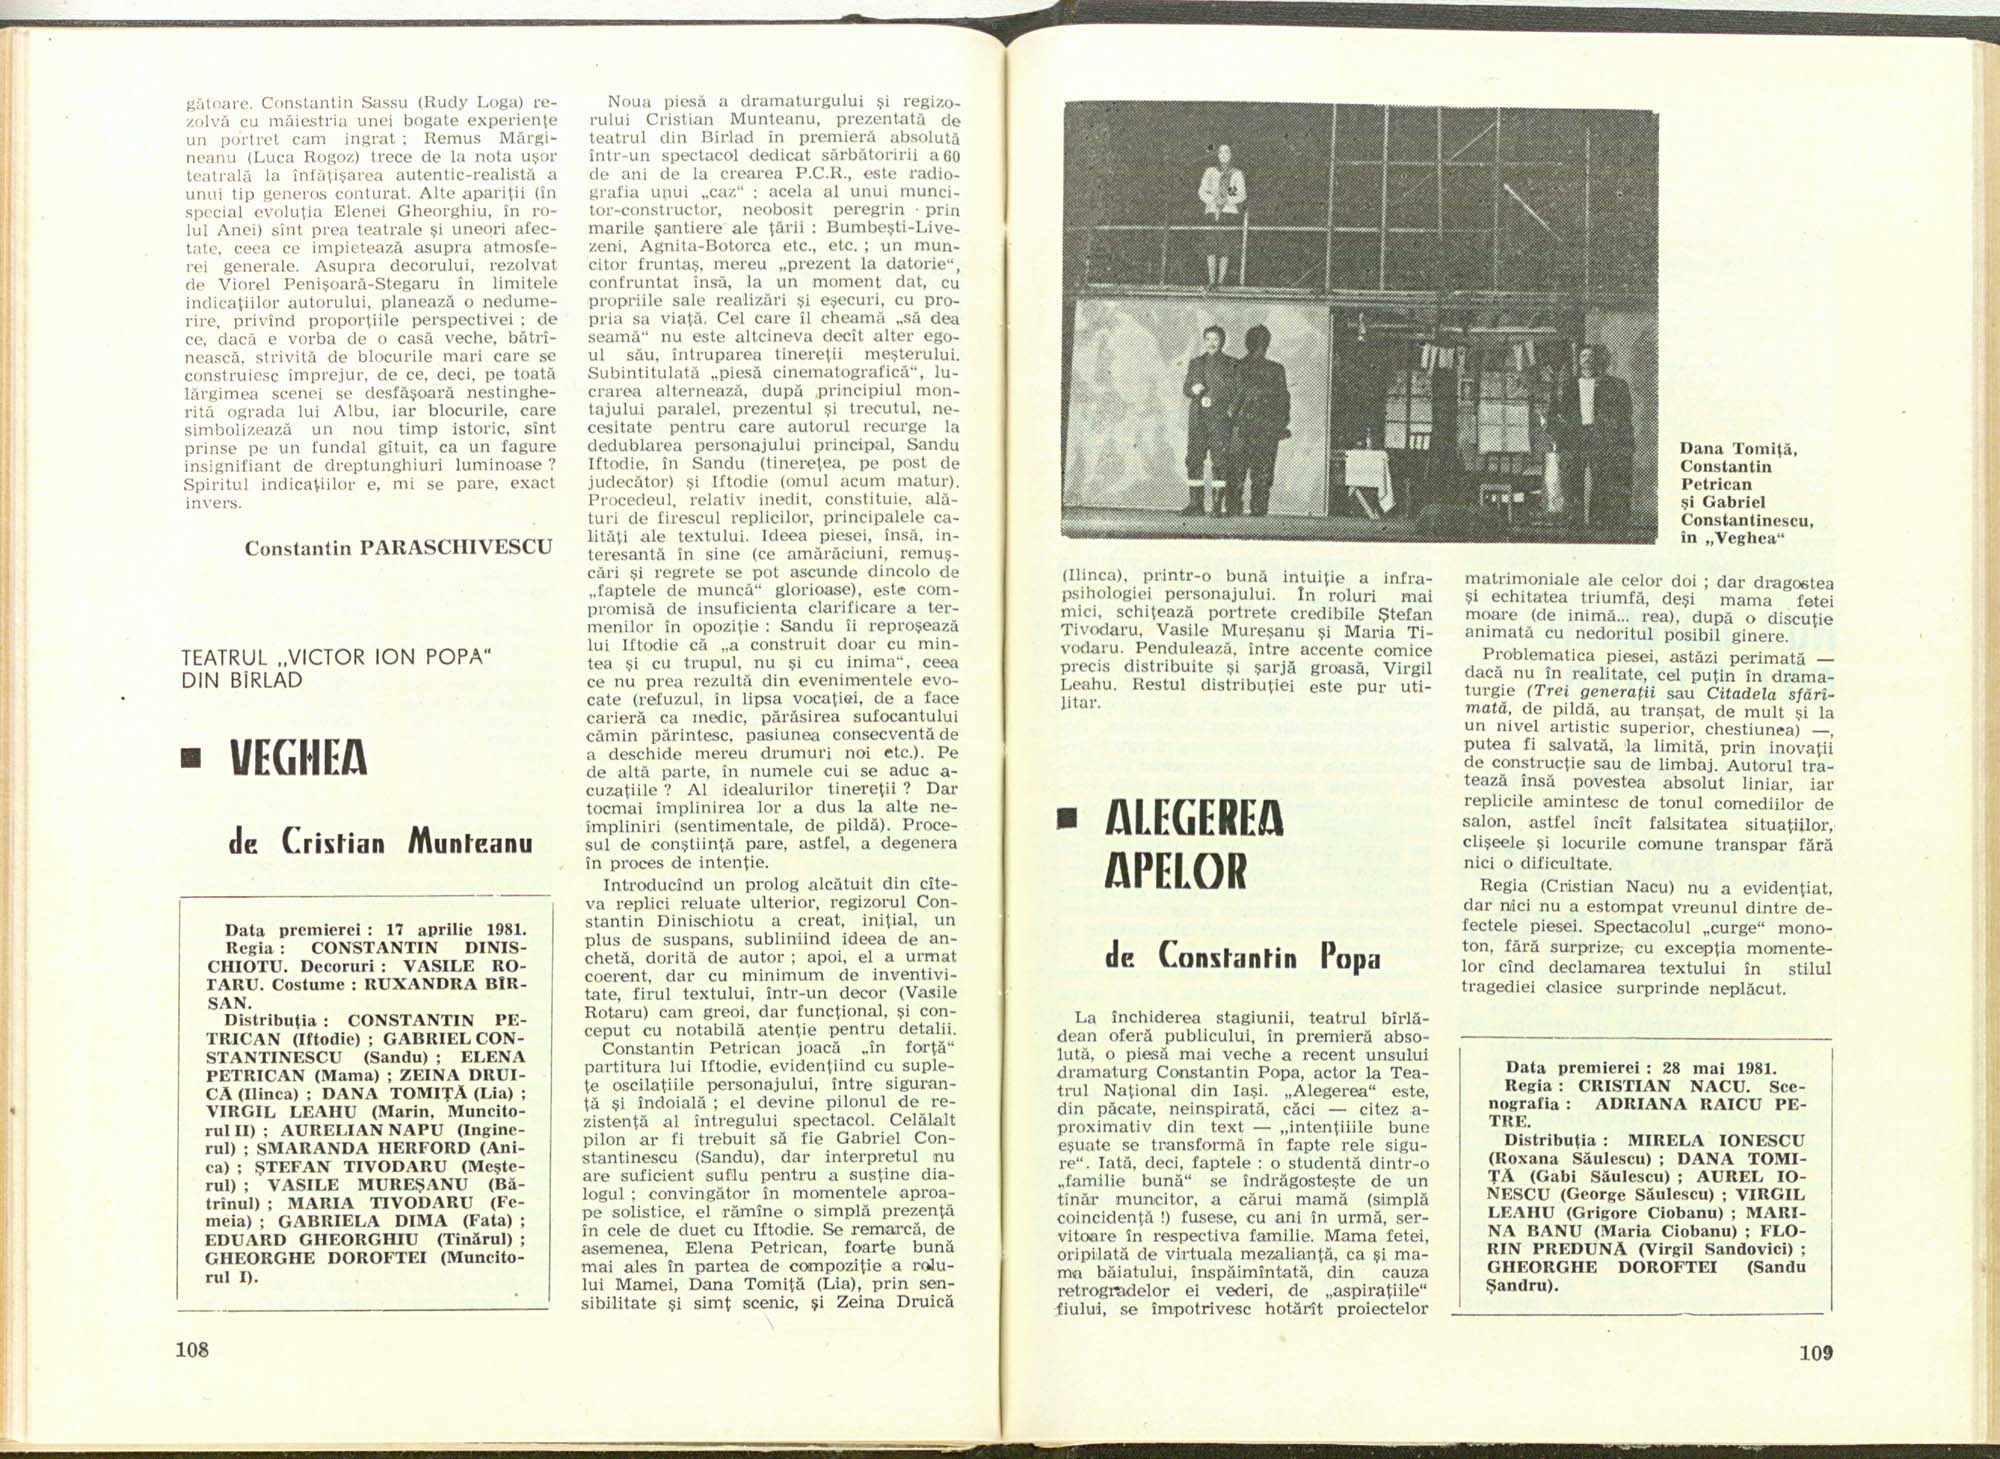 gătoare. Constantin Sassu (Rudy Loga) re-
zolvă cu măiestria unei bogate experiențe
un portret cam ingrat ; Remus Mărgi-
neanu (Luca Rogoz) trece de la nota ușor
teatrală la înfățișarea autentic-realistă a
unui tip generos conturat. Alte apariții (în
special evoluția Elenei Gheorghiu, în ro-
lul Anei) sînt prea teatrale și uneori afec-
tate, ceea ce impietează asupra atmosfe-
rei generale. Asupra decorului, rezolvat
de Viorel Penișoară-Stegaru în limitele
indicațiilor autorului, planează o nedume-
rire, privind proporțiile perspectivei ; de
ce, dacă e vorba de o casă veche, bătrî-
nească, strivită de blocurile mari care se
construiesc împrejur, de ce, deci, pe toată
lărgimea scenei se desfășoară nestinghe-
rită ograda lui Albu, iar blocurile, care
simbolizează un nou timp istoric, sînt
prinse pe un fundal gîtuit, ca un fagure
insignifiant de dreptunghiuri luminoase ?
Spiritul indicațiilor e, mi se pare, exact
invers.
Constantin PARASCHIVESCU
TEATRUL „VICTOR ION POPA"
DIN BÎRLAD
■ VEGHEA
de Cristian Munteanu
Data premierei : 17 aprilie 1981.
Regia : CONSTANTIN DINIS-
CHIOTU. Decoruri : VASILE RO-
TARU. Costume : RUXANDRA BÎR-
SAN.
Distribuția : CONSTANTIN PE-
TRICAN (Iftodie) ; GABRIEL CON-
STANTINESCU (Sandu) ; ELENA
PETRICAN (Mama) ; ZEINA DRUI-
CĂ (Ilinca) ; DANA TOMIȚĂ (Lia) ;
VIRGIL LEAHU (Marin, Muncito-
rul II) ; AURELIAN NAPU (Ingine-
rul) ; SMARANDA HERFORD (Ani-
ca) ; ȘTEFAN TIVODARU (Mește-
rul) ; VASILE MUREȘANU (Bă-
trînul) ; MARIA TIVODARU (Fe-
meia) ; GABRIELA DIMA (Fata) ;
EDUARD GHEORGHIU (Tînărul) ;
GHEORGHE DOROFTEI (Muncito-
rul I).
108
Noua piesă a dramaturgului și regizo-
rului Cristian Munteanu, prezentată de
teatrul din Bîrlad în premieră absolută
într-un spectacol dedicat sărbătoririi a 60
de ani de la crearea P.C.R., este radio-
grafia unui „caz" : acela al unui munci-
tor-constructor, neobosit peregrin prin
marile șantiere ale țării : Bumbești-Live-
zeni, Agnita-Botorca etc., etc. ; un mun-
citor fruntaș, mereu „prezent la datorie",
confruntat însă, la un moment dat, cu
propriile sale realizări și eșecuri, cu pro-
pria sa viață. Cel care îl cheamă „să dea
seamă" nu este altcineva decît alter ego-
ul său, întruparea tinereții meșterului.
Subintitulată „piesă cinematografică", lu-
crarea alternează, după principiul mon-
tajului paralel, prezentul și trecutul, ne-
cesitate pentru care autorul recurge la
dedublarea personajului principal, Sandu
Iftodie, în Sandu (tinerețea, pe post de
judecător) și Iftodie (omul acum matur).
Procedeul, relativ inedit, constituie, ală-
turi de firescul replicilor, principalele ca-
lități ale textului. Ideea piesei, însă, in-
teresantă în sine (ce amărăciuni, remuș-
cări și regrete se pot ascunde dincolo de
„faptele de muncă" glorioase), este com-
promisă de insuficienta clarificare a ter-
menilor în opoziție : Sandu îi reproșează
lui Iftodie că „a construit doar cu min-
tea și cu trupul, nu și cu inima", ceea
ce nu prea rezultă din evenimentele evo-
cate (refuzul, în lipsa vocației, de a face
carieră ca medic, părăsirea sufocantului
cămin părintesc, pasiunea consecventă de
a deschide mereu drumuri noi etc.). Pe
de altă parte, în numele cui se aduc a-
cuzațiile ? Al idealurilor tinereții ? Dar
tocmai împlinirea lor a dus la alte ne-
împliniri (sentimentale, de pildă). Proce-
sul de conștiință pare, astfel, a degenera
în proces de intenție.
Introducînd un prolog alcătuit din cîte-
va replici reluate ulterior, regizorul Con-
stantin Dinischiotu a creat, inițial, un
plus de suspans, subliniind ideea de an-
chetă, dorită de autor ; apoi, el a urmat
coerent, dar cu minimum de inventivi-
tate, firul textului, într-un decor (Vasile
Rotaru) cam greoi, dar funcțional, și con-
ceput cu notabilă atenție pentru detalii.
Constantin Petrican joacă „în forță"
partitura lui Iftodie, evidențiind cu suple-
țe oscilațiile personajului, între siguran-
ță și îndoială ; el devine pilonul de re-
zistență al întregului spectacol. Celălalt
pilon ar fi trebuit să fie Gabriel Con-
stantinescu (Sandu), dar interpretul nu
are suficient suflu pentru a susține dia-
logul ; convingător în momentele aproa-
pe solistice, el rămîne o simplă prezență
în cele de duet cu Iftodie. Se remarcă, de
asemenea, Elena Petrican, foarte bună
mai ales în partea de compoziție a rolu-
lui Mamei, Dana Tomiță (Lia), prin sen-
sibilitate și simț scenic, și Zeina Druică
Dana Tomiță,
Constantin
Petrican
și Gabriel
Constantinescu,
în „Veghea"
(Ilinca), printr-o bună intuiție a infra-
psihologiei personajului. În roluri mai
mici, schițează portrete credibile Ștefan
Tivodaru, Vasile Mureșanu și Maria Ti-
vodaru. Pendulează, între accente comice
precis distribuite și șarjă groasă, Virgil
Leahu. Restul distribuției este pur uti-
litar.
■ ALEGEREA
APELOR
de Constantin Popa
La închiderea stagiunii, teatrul bîrlă-
dean oferă publicului, în premieră abso-
lută, o piesă mai veche a recent unsului
dramaturg Constantin Popa, actor la Tea-
trul Național din Iași. „Alegerea" este,
din păcate, neinspirată, căci — citez a-
proximativ din text — „intențiile bune
eșuate se transformă în fapte rele sigu-
re". Iată, deci, faptele : o studentă dintr-o
„familie bună" se îndrăgostește de un
tînăr muncitor, a cărui mamă (simplă
coincidență !) fusese, cu ani în urmă, ser-
vitoare în respectiva familie. Mama fetei,
oripilată de virtuala mezalianță, ca și ma-
ma băiatului, înspăimîntată, din cauza
retrogradelor ei vederi, de „aspirațiile"
fiului, se împotrivesc hotărît proiectelor
matrimoniale ale celor doi ; dar dragostea
și echitatea triumfă, deși mama fetei
moare (de inimă... rea), după o discuție
animată cu nedoritul posibil ginere.
Problematica piesei, astăzi perimată —
dacă nu în realitate, cel puțin în drama-
turgie (Trei generații sau Citadela sfărî-
mată, de pildă, au tranșat, de mult și la
un nivel artistic superior, chestiunea) —,
putea fi salvată, la limită, prin inovații
de construcție sau de limbaj. Autorul tra-
tează însă povestea absolut liniar, iar
replicile amintesc de tonul comediilor de
salon, astfel încît falsitatea situațiilor,
clișeele și locurile comune transpar fără
nici o dificultate.
Regia (Cristian Nacu) nu a evidențiat,
dar nici nu a estompat vreunul dintre de-
fectele piesei. Spectacolul „curge" mono-
ton, fără surprize, cu excepția momente-
lor cînd declamarea textului în stilul
tragediei clasice surprinde neplăcut.
Data premierei : 28 mai 1981.
Regia : CRISTIAN NACU. Sce-
nografia : ADRIANA RAICU PE-
TRE.
Distribuția : MIRELA IONESCU
(Roxana Săulescu) ; DANA TOMI-
ȚĂ (Gabi Săulescu) ; AUREL IO-
NESCU (George Săulescu) ; VIRGIL
LEAHU (Grigore Ciobanu) ; MARI-
NA BANU (Maria Ciobanu) ; FLO-
RIN PREDUNĂ (Virgil Sandovici) ;
GHEORGHE DOROFTEI (Sandu
Șandru).
109